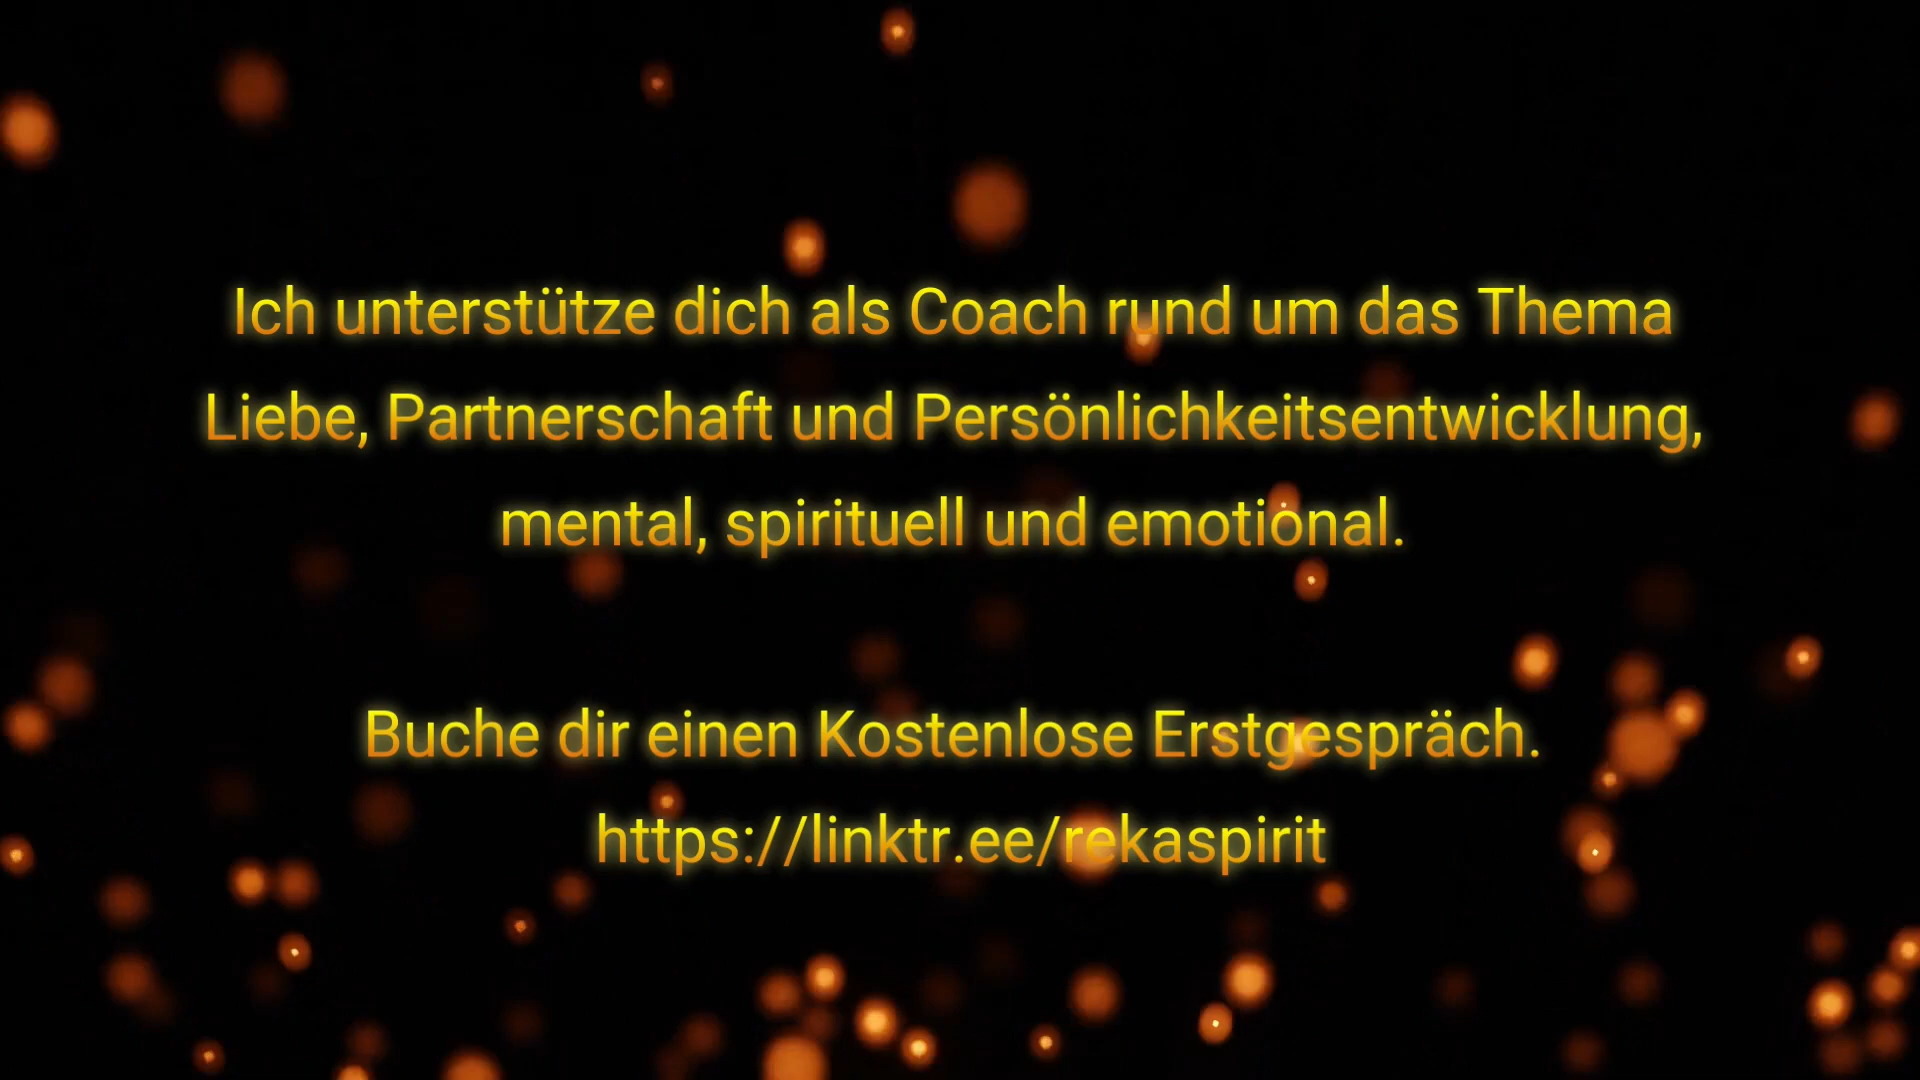 Ich unterstütze dich als Coach rund um das Thema
Liebe, Partnerschaft und Persönlichkeitsentwicklung,
mental, spirituell und emotional.
Buche dir einen Kostenlose Erstgespräch.
https://linktr.ee/rekaspirit